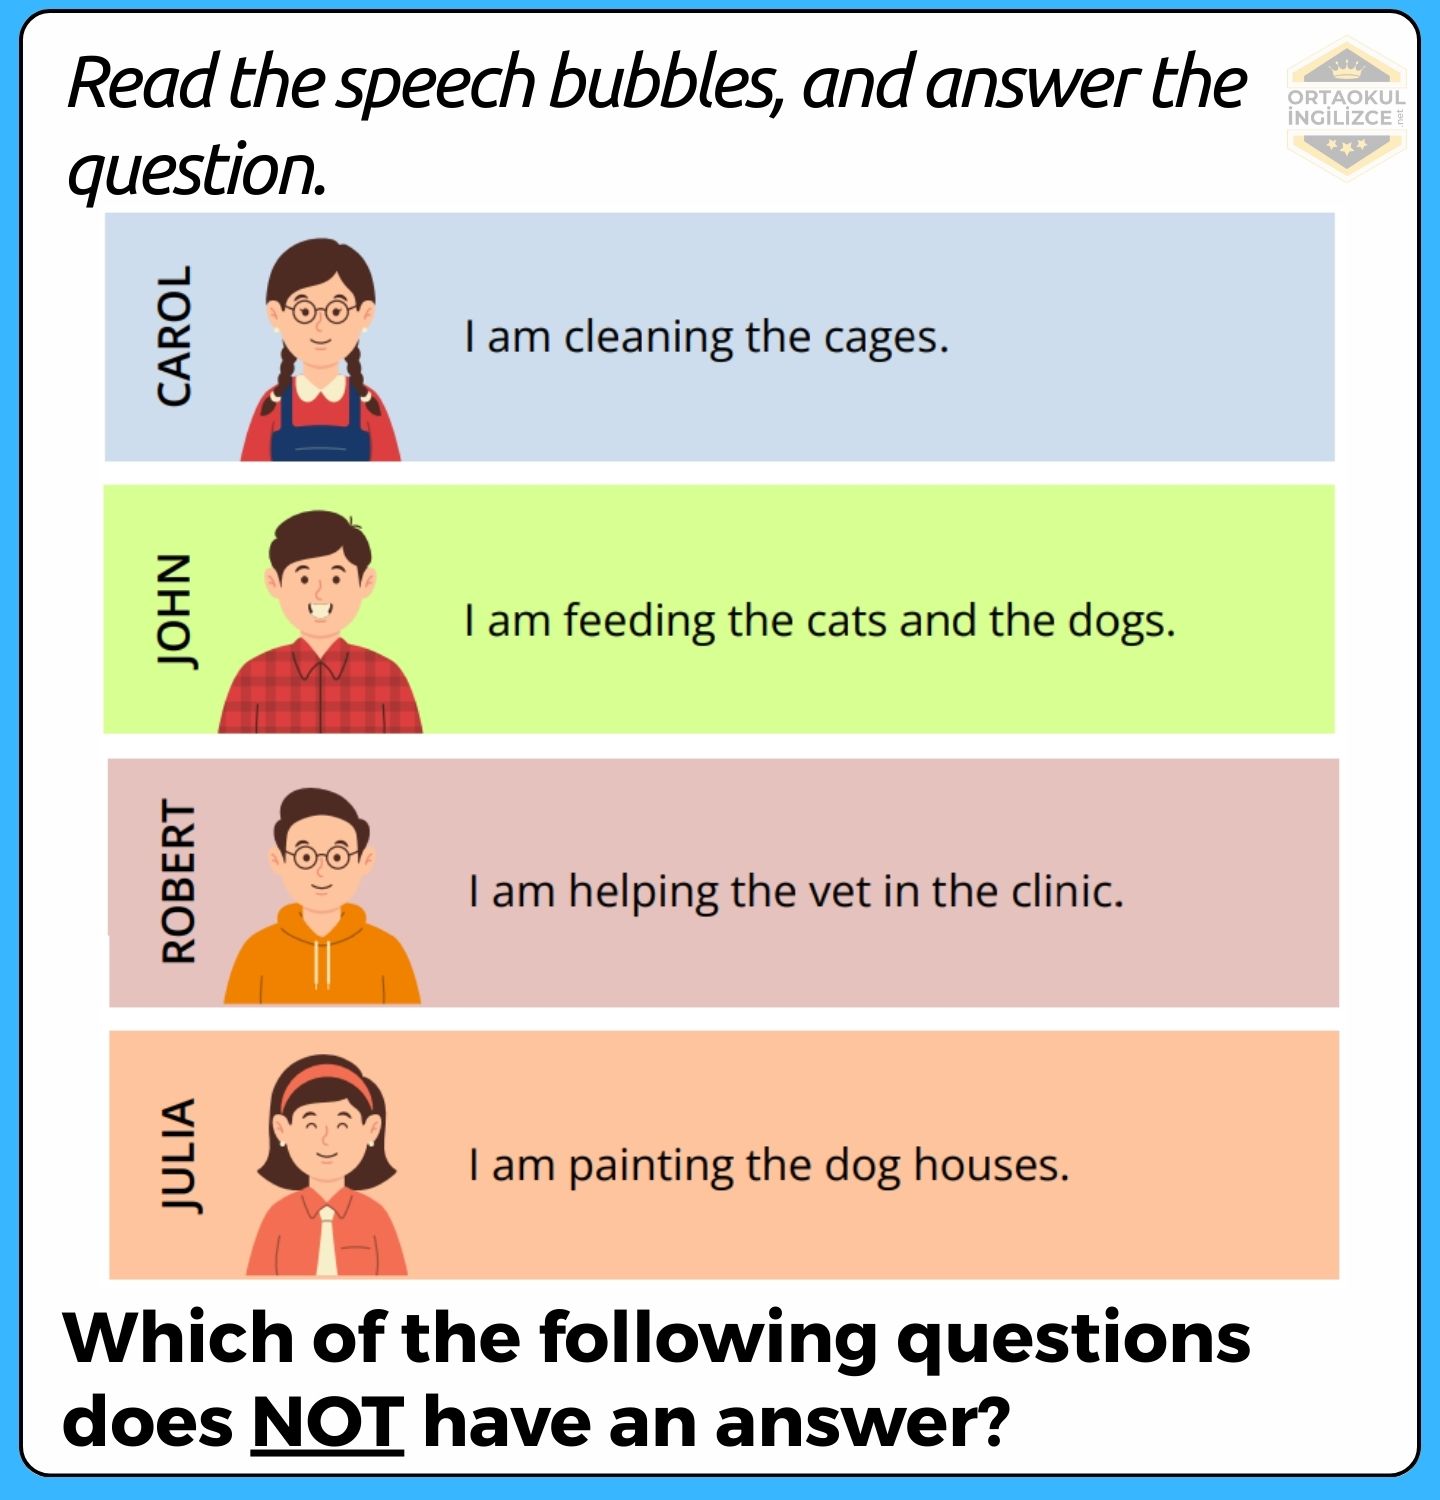 Read the speech bubbles, and answer the
question.
ORTAOKUL
İNGİLİZCE .net
CAROL
I am cleaning the cages.
JOHN
I am feeding the cats and the dogs.
ROBERT
I am helping the vet in the clinic.
JULIA
I am painting the dog houses.
Which of the following questions
does NOT have an answer?